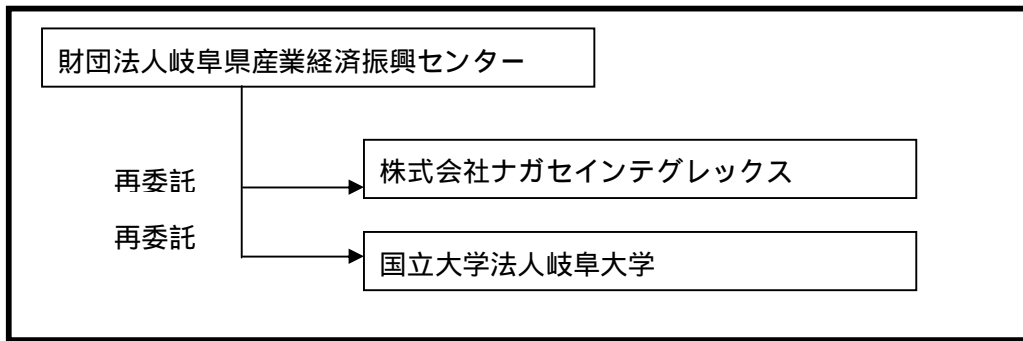 財団法人岐阜県産業経済振興センター
再委託
株式会社ナガセインテグレックス
再委託
国立大学法人岐阜大学